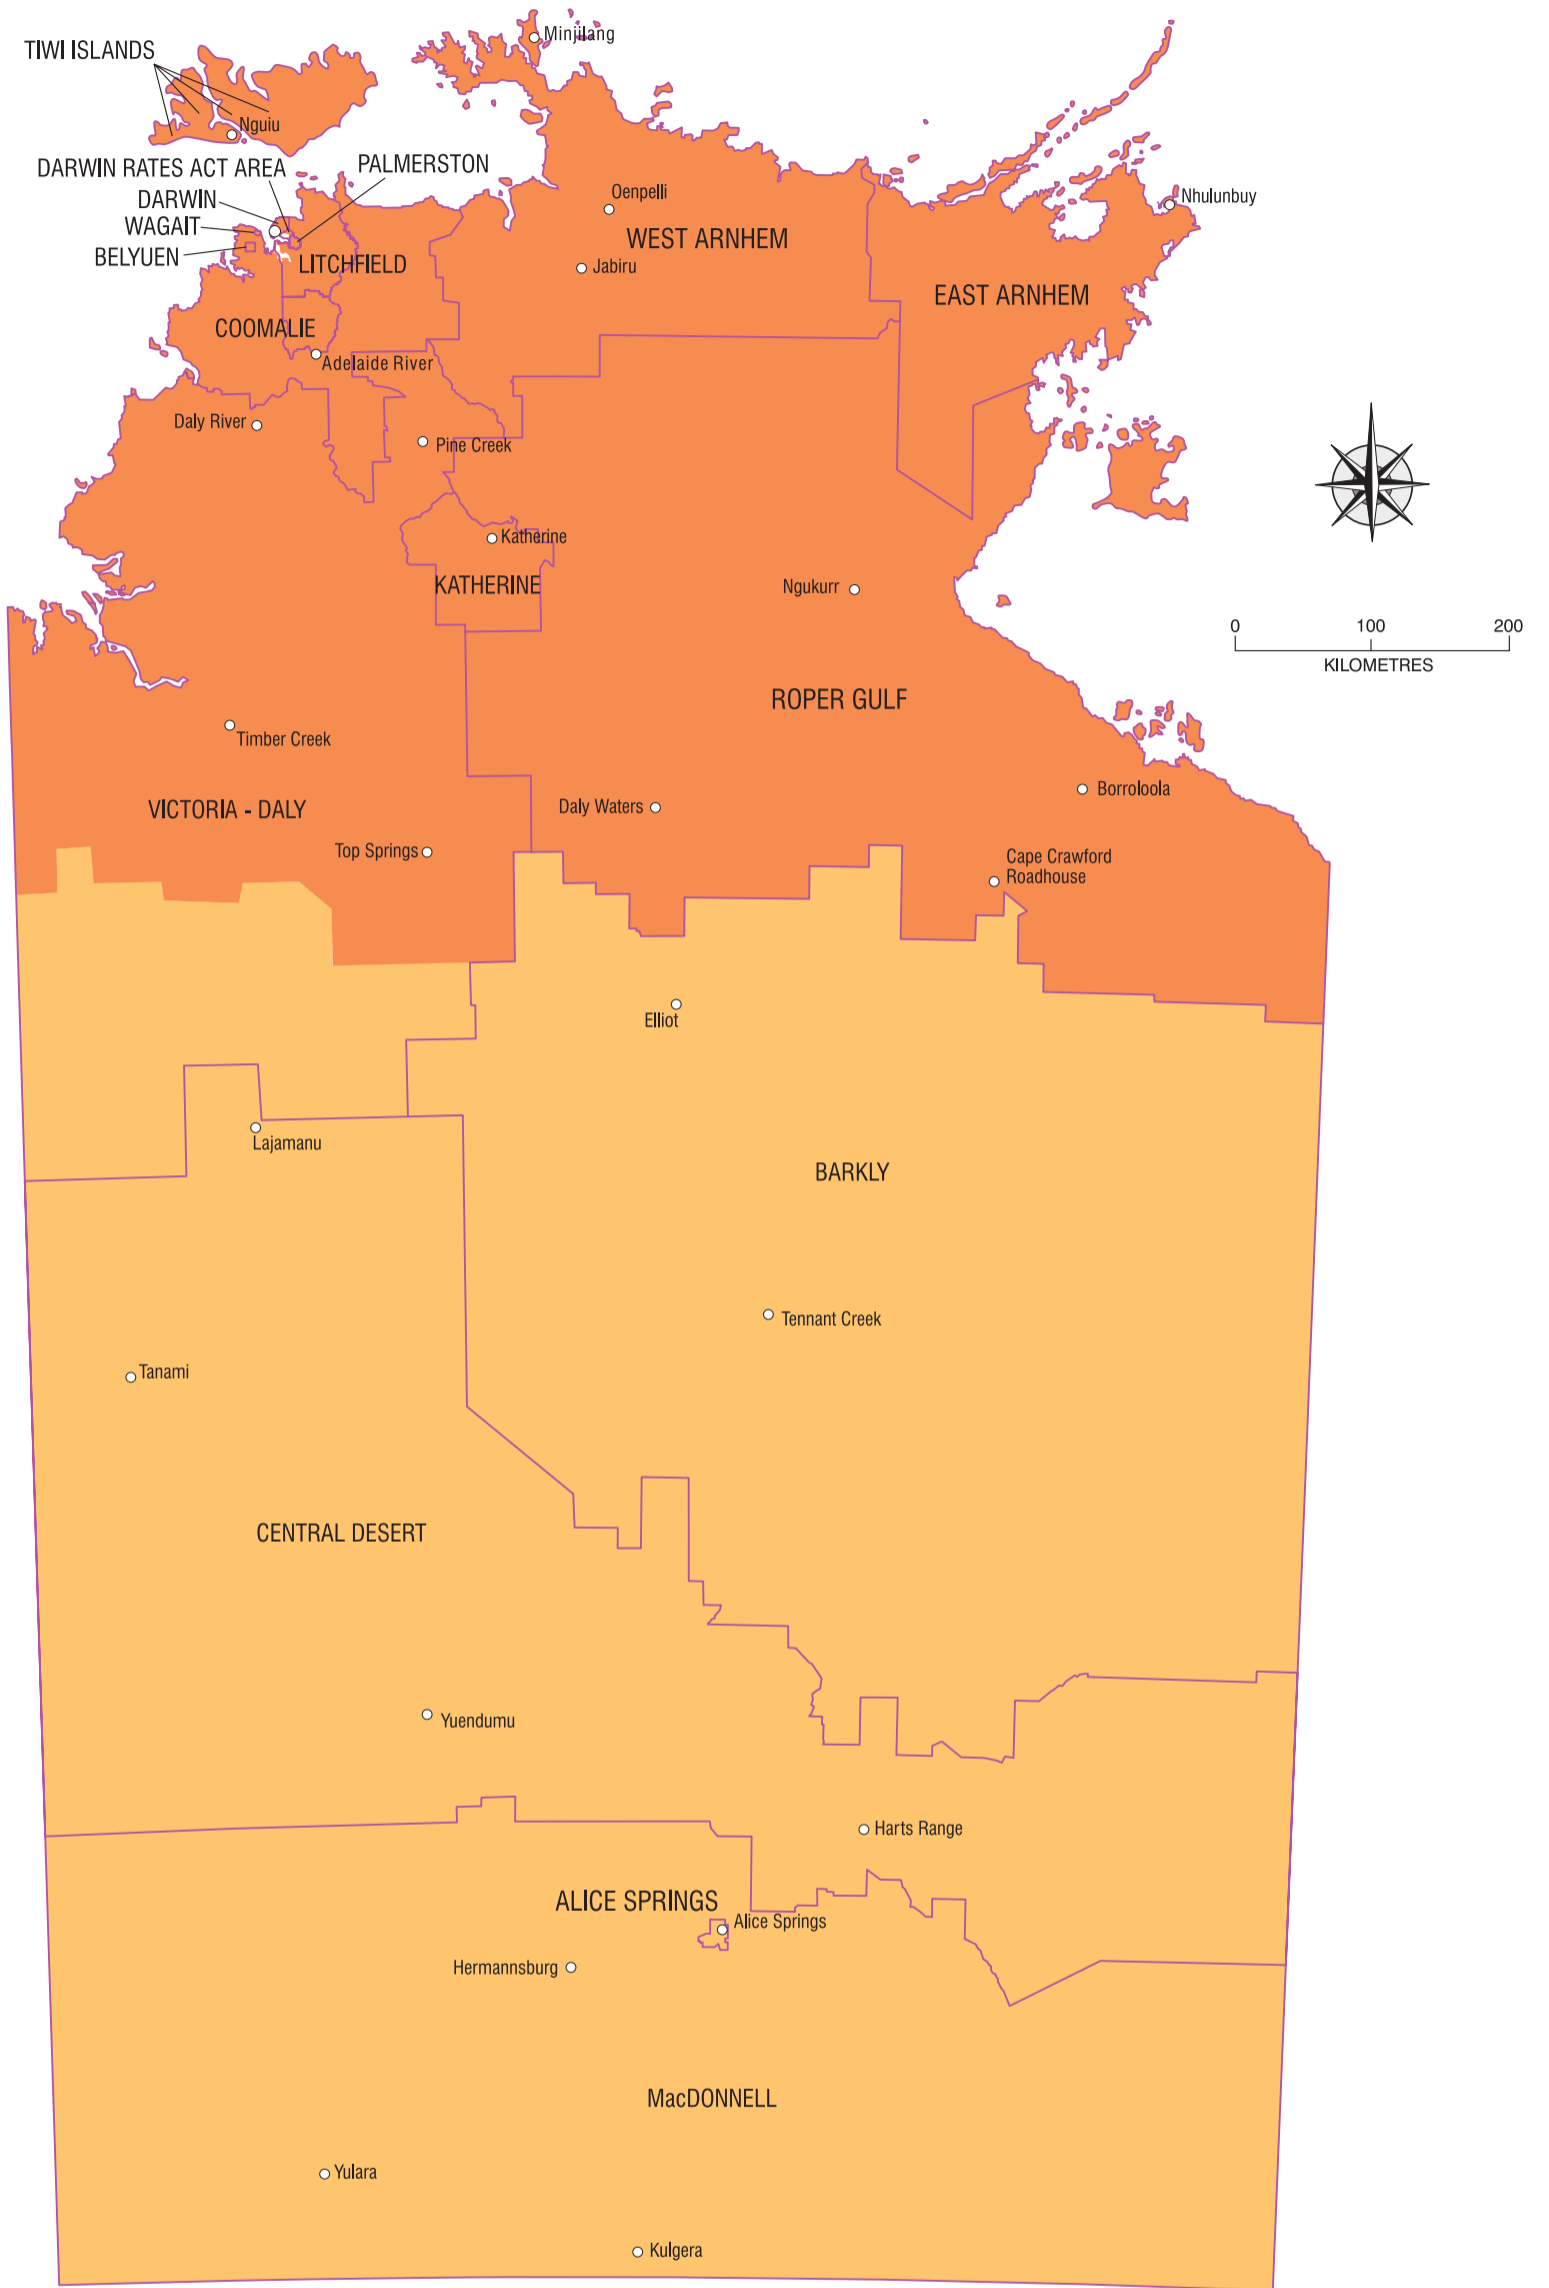 Minjilang
TIWI ISLANDS
Nguiu
DARWIN RATES ACT AREA
PALMERSTON
DARWIN
WAGAIT
BELYUEN
Oenpelli
Nhulunbuy
WEST ARNHEM
LITCHFIELD
Jabiru
EAST ARNHEM
COOMALIE
Adelaide River
Daly River
Pine Creek
Katherine
KATHERINE
Ngukurr
0 100 200
KILOMETRES
ROPER GULF
Timber Creek
VICTORIA - DALY
Daly Waters
Borroloola
Top Springs
Cape Crawford
Roadhouse
Elliot
Lajamanu
BARKLY
Tennant Creek
Tanami
CENTRAL DESERT
Yuendumu
Harts Range
ALICE SPRINGS
Alice Springs
Hermannsburg
MacDONNELL
Yulara
Kulgera